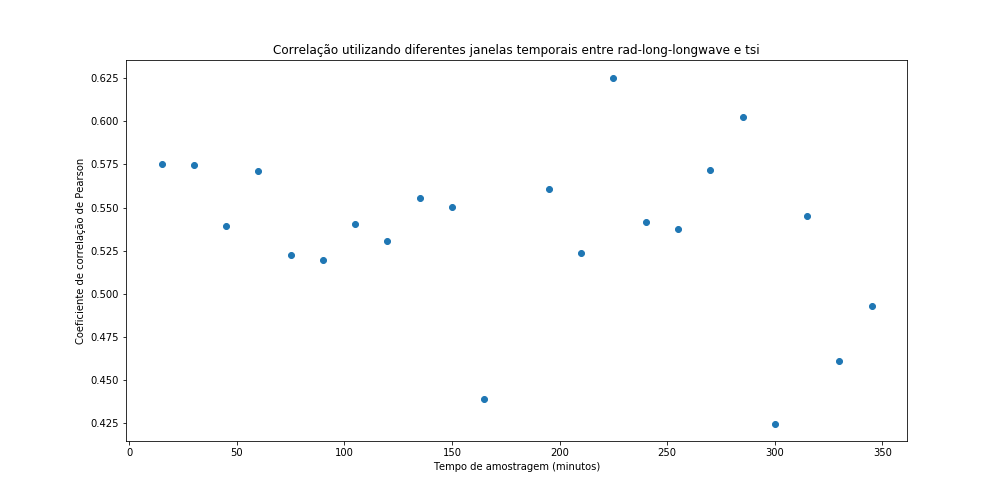 Correlação utilizando diferentes janelas temporais entre rad-long-longwave e tsi
Coeficiente de correlação de Pearson
0.625
0.600
0.575
0.550
0.525
0.500
0.475
0.450
0.425
0 50 100 150 200 250 300 350
Tempo de amostragem (minutos)